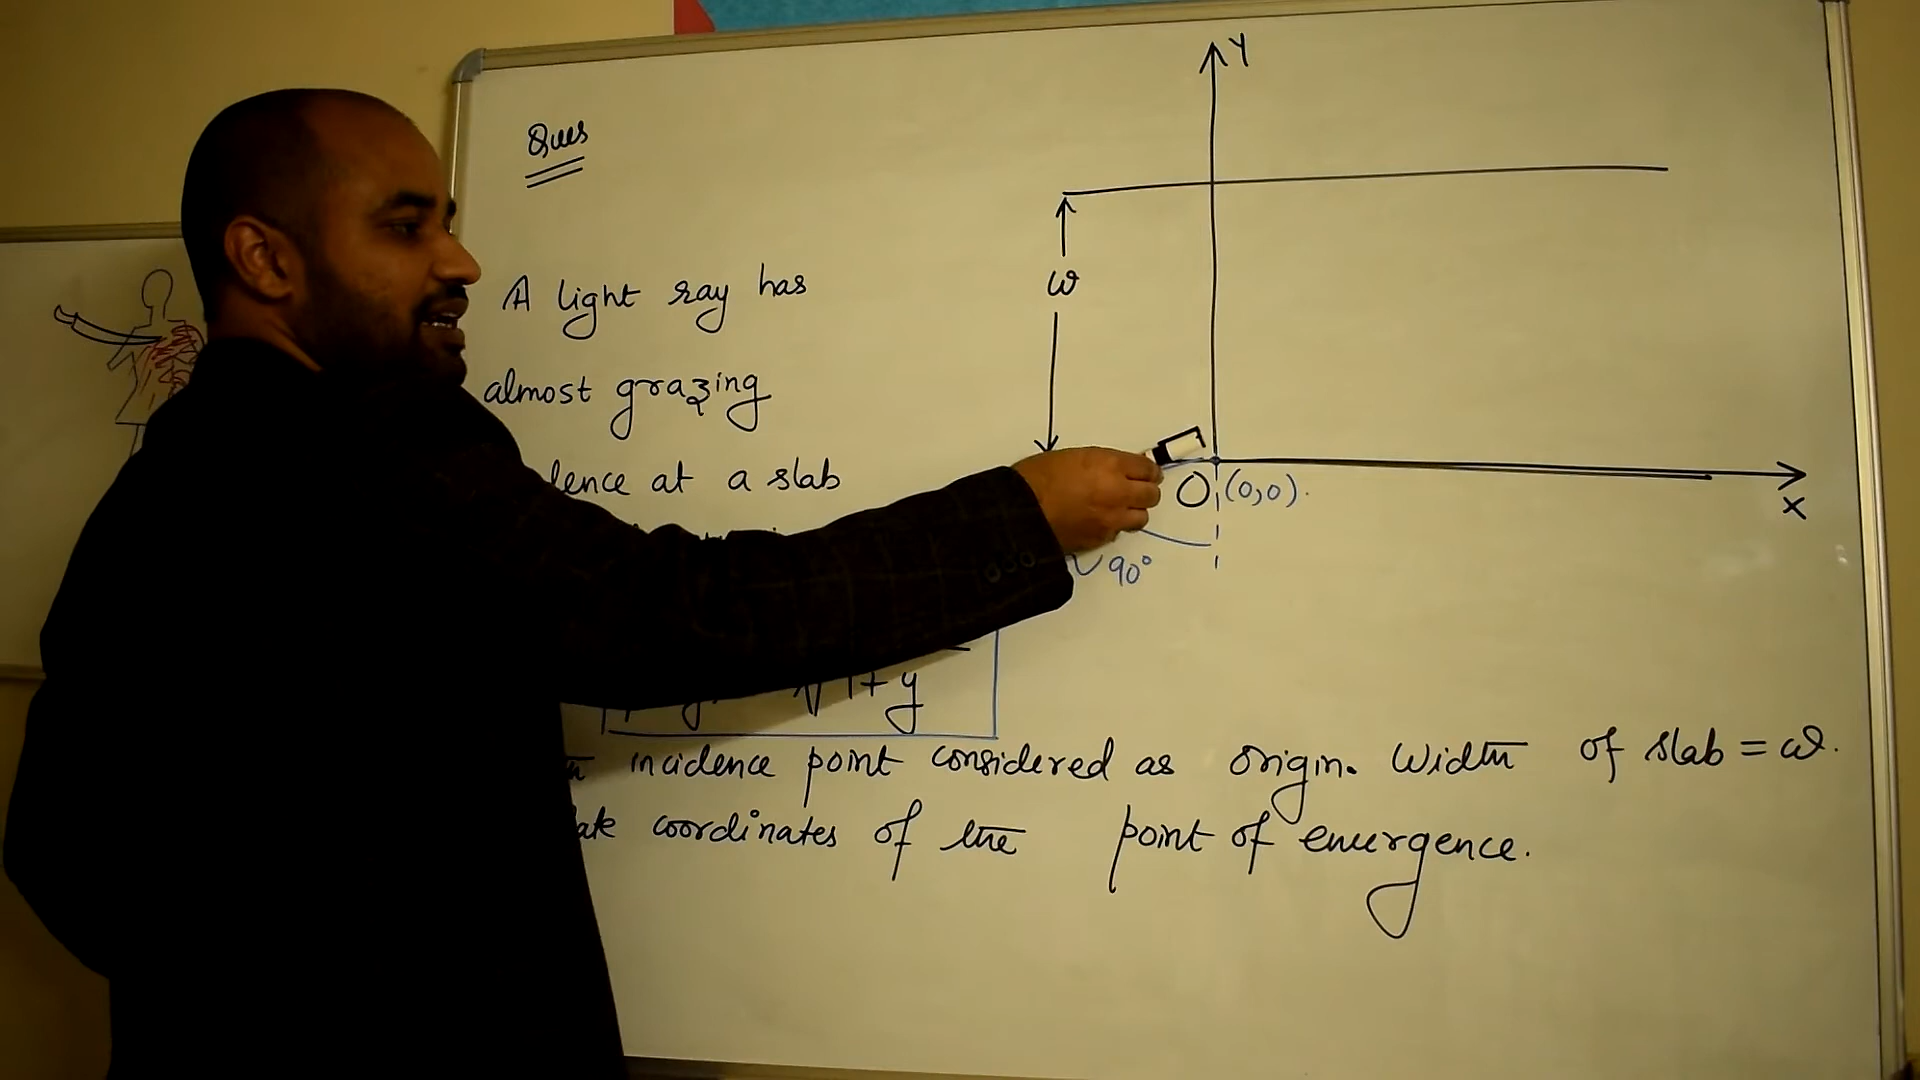 Ques
A light ray has
almost grazing
at a slab
√1+y
incidence point considered as origin. Width of slab = ω.
coordinates of the point of emergence.
Y
ω
O (0,0).
X
90°